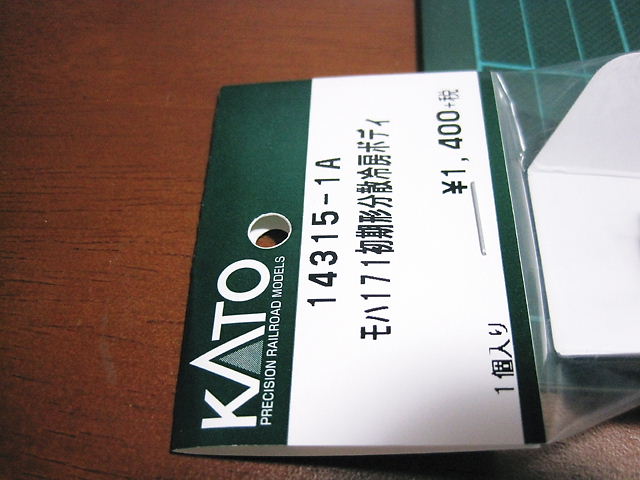 KATO
PRECISION RAILROAD MODELS
14315-1A
モハ171初期形分散冷房ボディ
¥1,400+税
1個入り